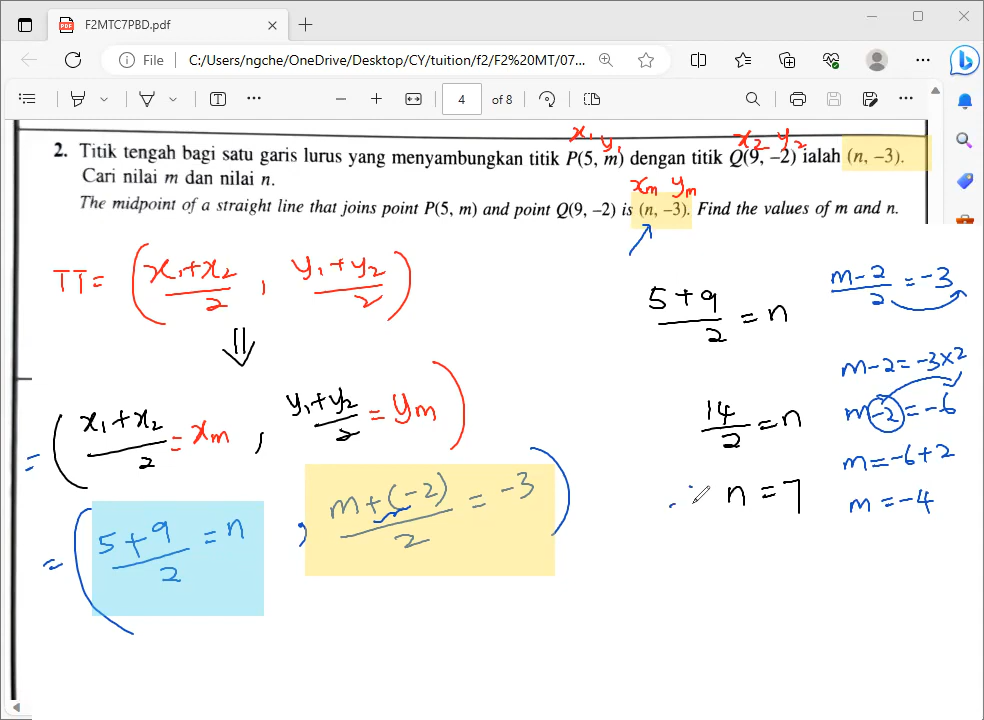 F2MTC7PBD.pdf
File C:/Users/ngche/OneDrive/Desktop/CY/tuition/f2/F2%20MT/07...
4 of 8
x₁ y₁ x₂ y₂
2. Titik tengah bagi satu garis lurus yang menyambungkan titik P(5, m) dengan titik Q(9, –2) ialah (n, –3).
Cari nilai m dan nilai n.
xm ym
The midpoint of a straight line that joins point P(5, m) and point Q(9, –2) is (n, –3). Find the values of m and n.
TT = ( (x₁+x₂)/2 , (y₁+y₂)/2 )
⇓
= ( (x₁+x₂)/2 = xm , (y₁+y₂)/2 = ym )
= ( (5+9)/2 = n , (m+(-2))/2 = -3 )
(5+9)/2 = n
14/2 = n
n = 7
(m-2)/2 = -3
m-2 = -3×2
m-2 = -6
m = -6+2
m = -4